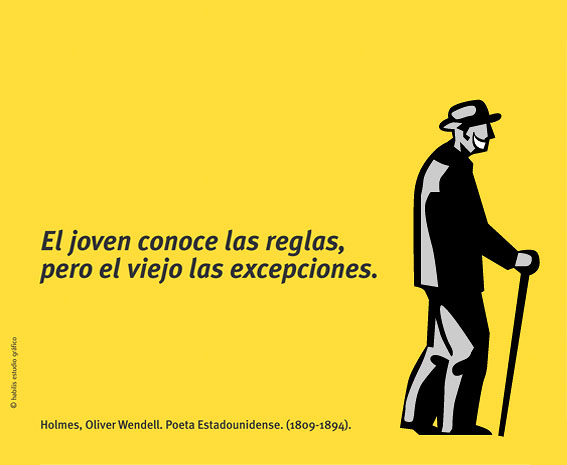 El joven conoce las reglas,
pero el viejo las excepciones.
© habilis estudio gráfico
Holmes, Oliver Wendell. Poeta Estadounidense. (1809-1894).